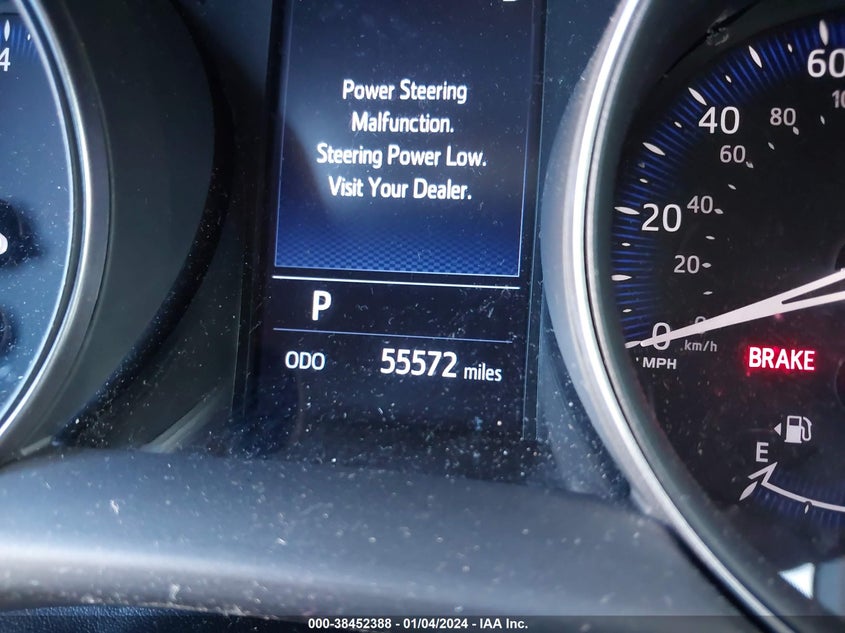 4
Power Steering
Malfunction.
Steering Power Low.
Visit Your Dealer.
P
ODO 55572 miles
60
40
80
60
20
40
20
0
km/h
MPH
BRAKE
E
000-38452388 - 01/04/2024 - IAA Inc.